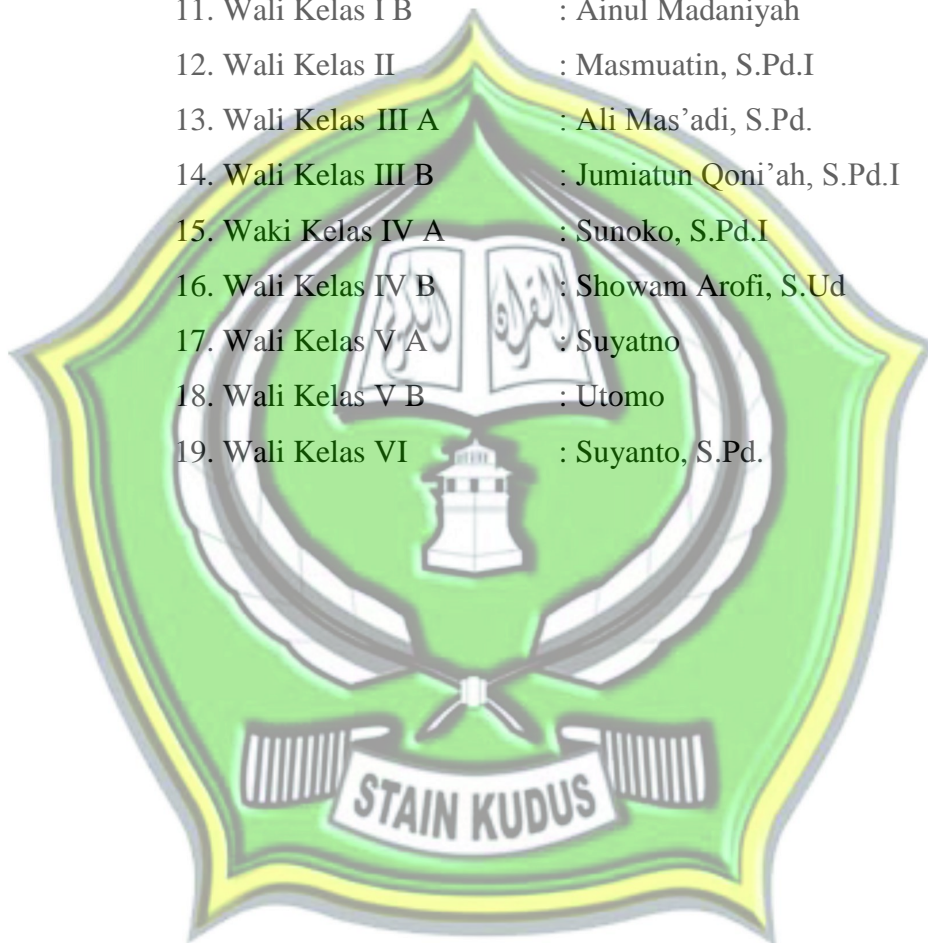 11. Wali Kelas I B : Ainul Madaniyah
12. Wali Kelas II : Masmuatin, S.Pd.I
13. Wali Kelas III A : Ali Mas’adi, S.Pd.
14. Wali Kelas III B : Jumiatun Qoni’ah, S.Pd.I
15. Waki Kelas IV A : Sunoko, S.Pd.I
16. Wali Kelas IV B : Showam Arofi, S.Ud
17. Wali Kelas V A : Suyatno
18. Wali Kelas V B : Utomo
19. Wali Kelas VI : Suyanto, S.Pd.
STAIN KUDUS